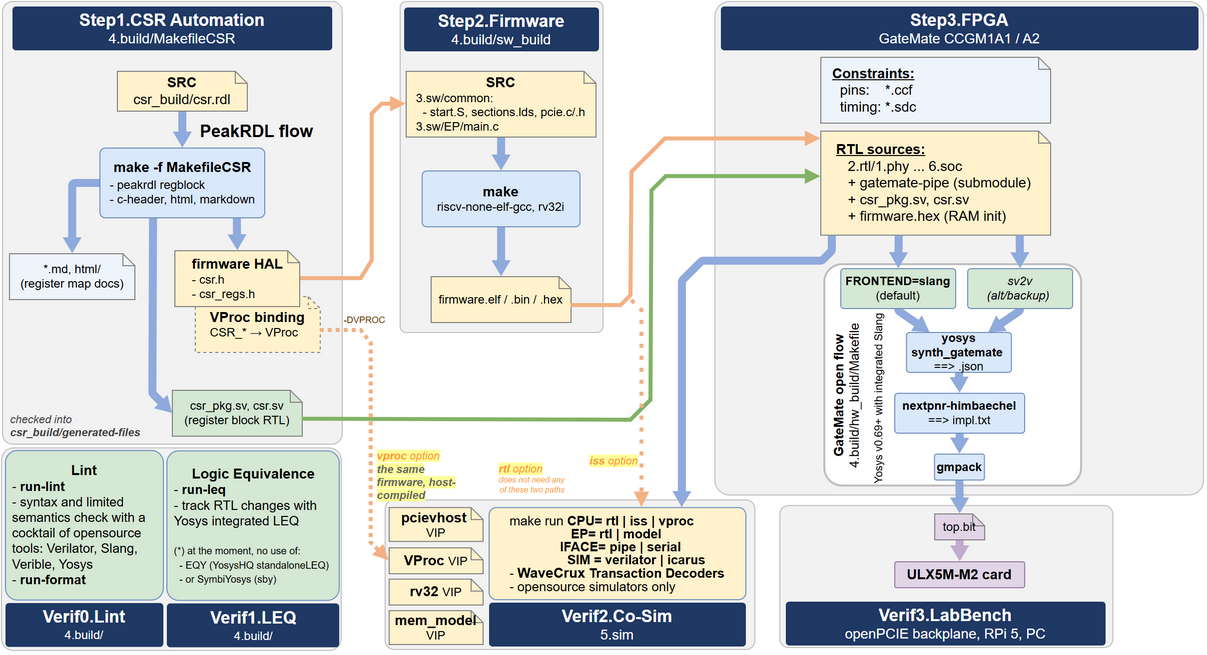 Step1.CSR Automation
4.build/MakefileCSR
SRC
csr_build/csr.rdl
PeakRDL flow
make -f MakefileCSR
- peakrdl regblock
- c-header, html, markdown
*.md, html/
(register map docs)
firmware HAL
- csr.h
- csr_regs.h
VProc binding
CSR_* → VProc
-DVPROC
csr_pkg.sv, csr.sv
(register block RTL)
checked into
csr_build/generated-files
Step2.Firmware
4.build/sw_build
SRC
3.sw/common:
- start.S, sections.lds, pcie.c/.h
3.sw/EP/main.c
make
riscv-none-elf-gcc, rv32i
firmware.elf / .bin / .hex
Step3.FPGA
GateMate CCGM1A1 / A2
Constraints:
pins: *.ccf
timing: *.sdc
RTL sources:
2.rtl/1.phy ... 6.soc
+ gatemate-pipe (submodule)
+ csr_pkg.sv, csr.sv
+ firmware.hex (RAM init)
GateMate open flow
4.build/hw_build/Makefile
Yosys v0.69+ with integrated Slang
FRONTEND=slang
(default)
sv2v
(alt/backup)
yosys
synth_gatemate
==> .json
nextpnr-himbaechel
==> impl.txt
gmpack
top.bit
ULX5M-M2 card
Verif3.LabBench
openPCIE backplane, RPi 5, PC
Lint
- run-lint
- syntax and limited
semantics check with a
cocktail of opensource
tools: Verilator, Slang,
Verible, Yosys
- run-format
Verif0.Lint
4.build/
Logic Equivalence
- run-leq
- track RTL changes with
Yosys integrated LEQ
(*) at the moment, no use of:
- EQY (YosysHQ standaloneLEQ)
- or SymbiYosys (sby)
Verif1.LEQ
4.build/
vproc option
the same
firmware, host-
compiled
rtl option
does not need any
of these two paths
iss option
pcievhost
VIP
VProc VIP
rv32 VIP
mem_model
VIP
make run CPU= rtl | iss | vproc
EP= rtl | model
IFACE= pipe | serial
SIM = verilator | icarus
- WaveCrux Transaction Decoders
- opensource simulators only
Verif2.Co-Sim
5.sim